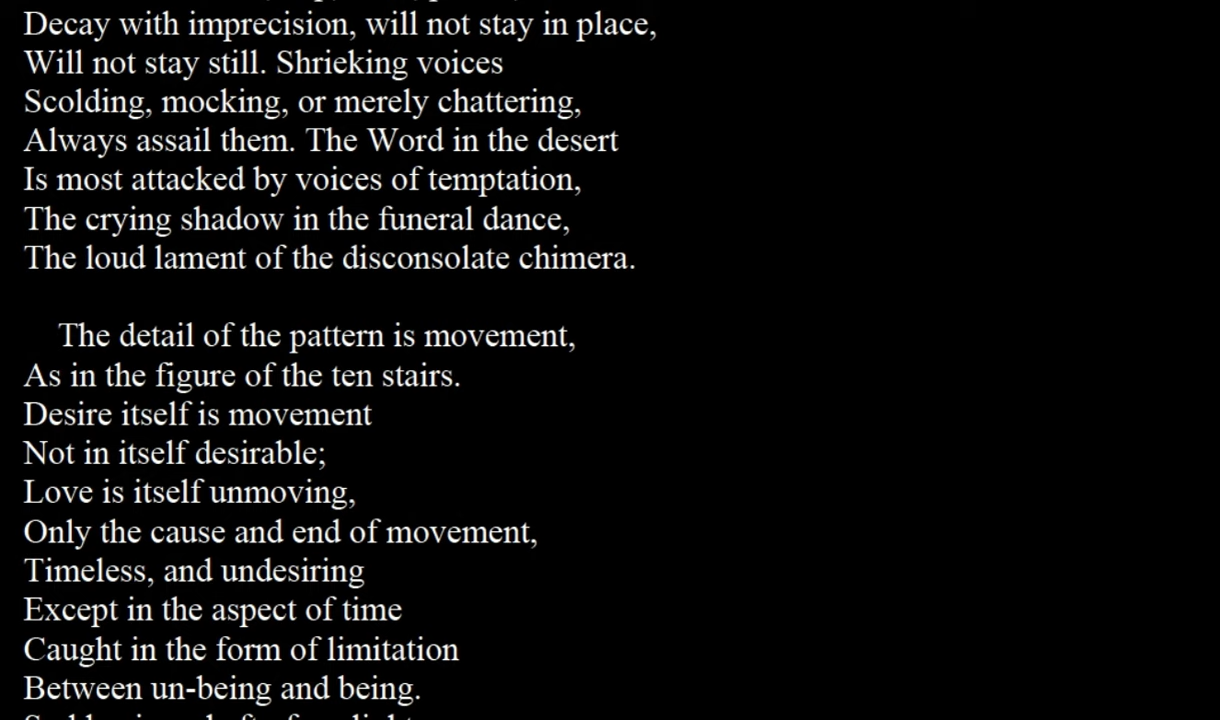 Decay with imprecision, will not stay in place,
Will not stay still. Shrieking voices
Scolding, mocking, or merely chattering,
Always assail them. The Word in the desert
Is most attacked by voices of temptation,
The crying shadow in the funeral dance,
The loud lament of the disconsolate chimera.
The detail of the pattern is movement,
As in the figure of the ten stairs.
Desire itself is movement
Not in itself desirable;
Love is itself unmoving,
Only the cause and end of movement,
Timeless, and undesiring
Except in the aspect of time
Caught in the form of limitation
Between un-being and being.